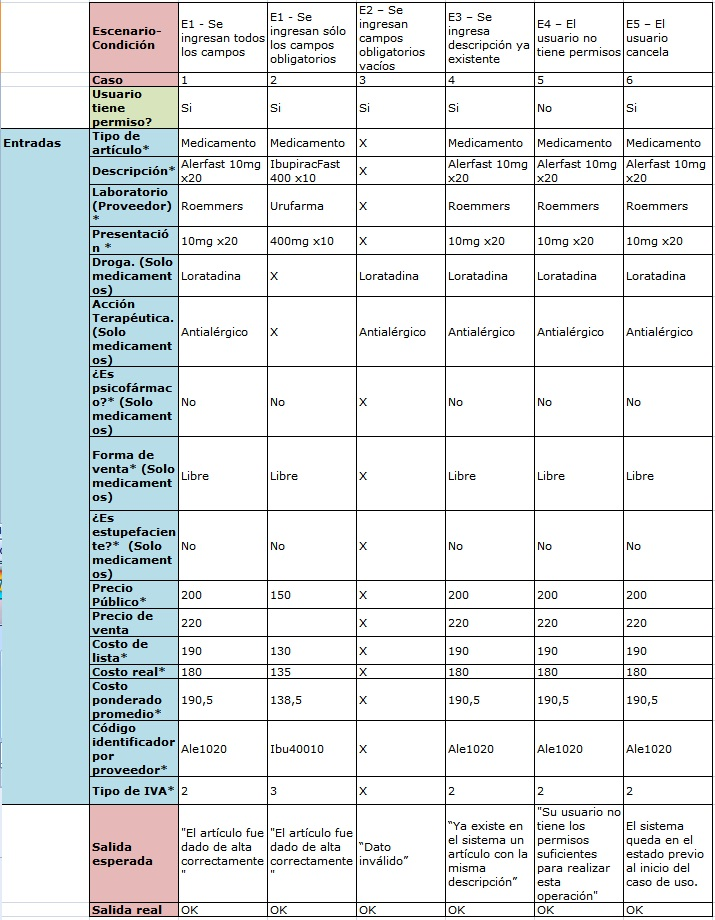 Escenario-Condición E1 - Se ingresan todos los campos E1 - Se ingresan sólo los campos obligatorios E2 – Se ingresan campos obligatorios vacíos E3 – Se ingresa descripción ya existente E4 – El usuario no tiene permisos E5 – El usuario cancela
Caso 1 2 3 4 5 6
Usuario tiene permiso? Si Si Si Si No Si
Entradas Tipo de artículo* Medicamento Medicamento X Medicamento Medicamento Medicamento
Descripción* Alerfast 10mg x20 IbupiracFast 400 x10 X Alerfast 10mg x20 Alerfast 10mg x20 Alerfast 10mg x20
Laboratorio (Proveedor) * Roemmers Urufarma X Roemmers Roemmers Roemmers
Presentación * 10mg x20 400mg x10 X 10mg x20 10mg x20 10mg x20
Droga. (Solo medicamentos) Loratadina X Loratadina Loratadina Loratadina Loratadina
Acción Terapéutica. (Solo medicamentos) Antialérgico X Antialérgico Antialérgico Antialérgico Antialérgico
¿Es psicofármaco?* (Solo medicamentos) No No X No No No
Forma de venta* (Solo medicamentos) Libre Libre X Libre Libre Libre
¿Es estupefaciente?* (Solo medicamentos) No No X No No No
Precio Público* 200 150 X 200 200 200
Precio de venta 220 X 220 220 220
Costo de lista* 190 130 X 190 190 190
Costo real* 180 135 X 180 180 180
Costo ponderado promedio* 190,5 138,5 X 190,5 190,5 190,5
Código identificador por proveedor* Ale1020 Ibu40010 X Ale1020 Ale1020 Ale1020
Tipo de IVA* 2 3 X 2 2 2
Salida esperada "El artículo fue dado de alta correctamente" "El artículo fue dado de alta correctamente" “Dato inválido” “Ya existe en el sistema un artículo con la misma descripción” "Su usuario no tiene los permisos suficientes para realizar esta operación" El sistema queda en el estado previo al inicio del caso de uso.
Salida real OK OK OK OK OK OK